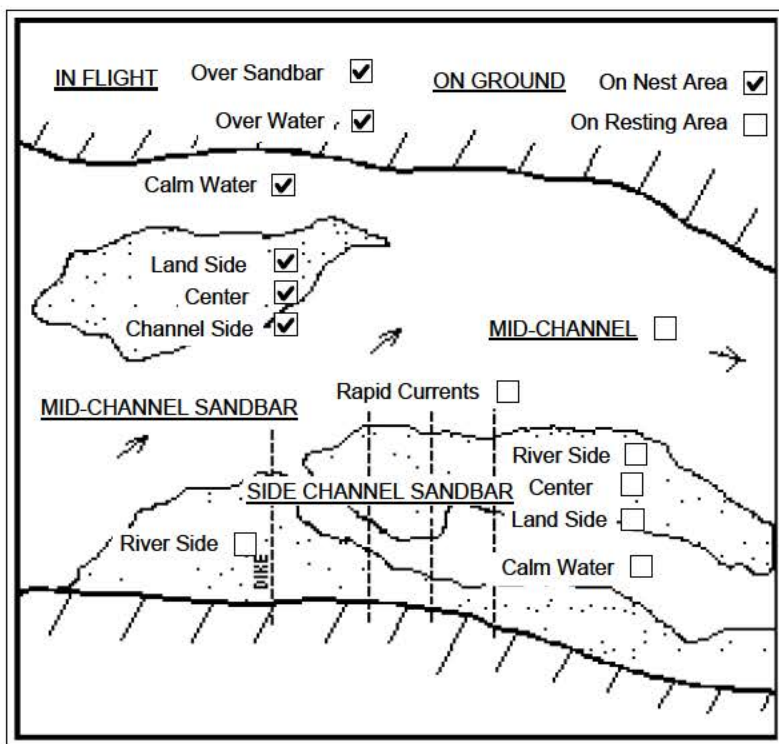 IN FLIGHT Over Sandbar ON GROUND On Nest Area
Over Water On Resting Area
Calm Water
Land Side
Center
Channel Side
MID-CHANNEL
Rapid Currents
MID-CHANNEL SANDBAR
River Side
SIDE CHANNEL SANDBAR Center
Land Side
River Side
DIKE
Calm Water